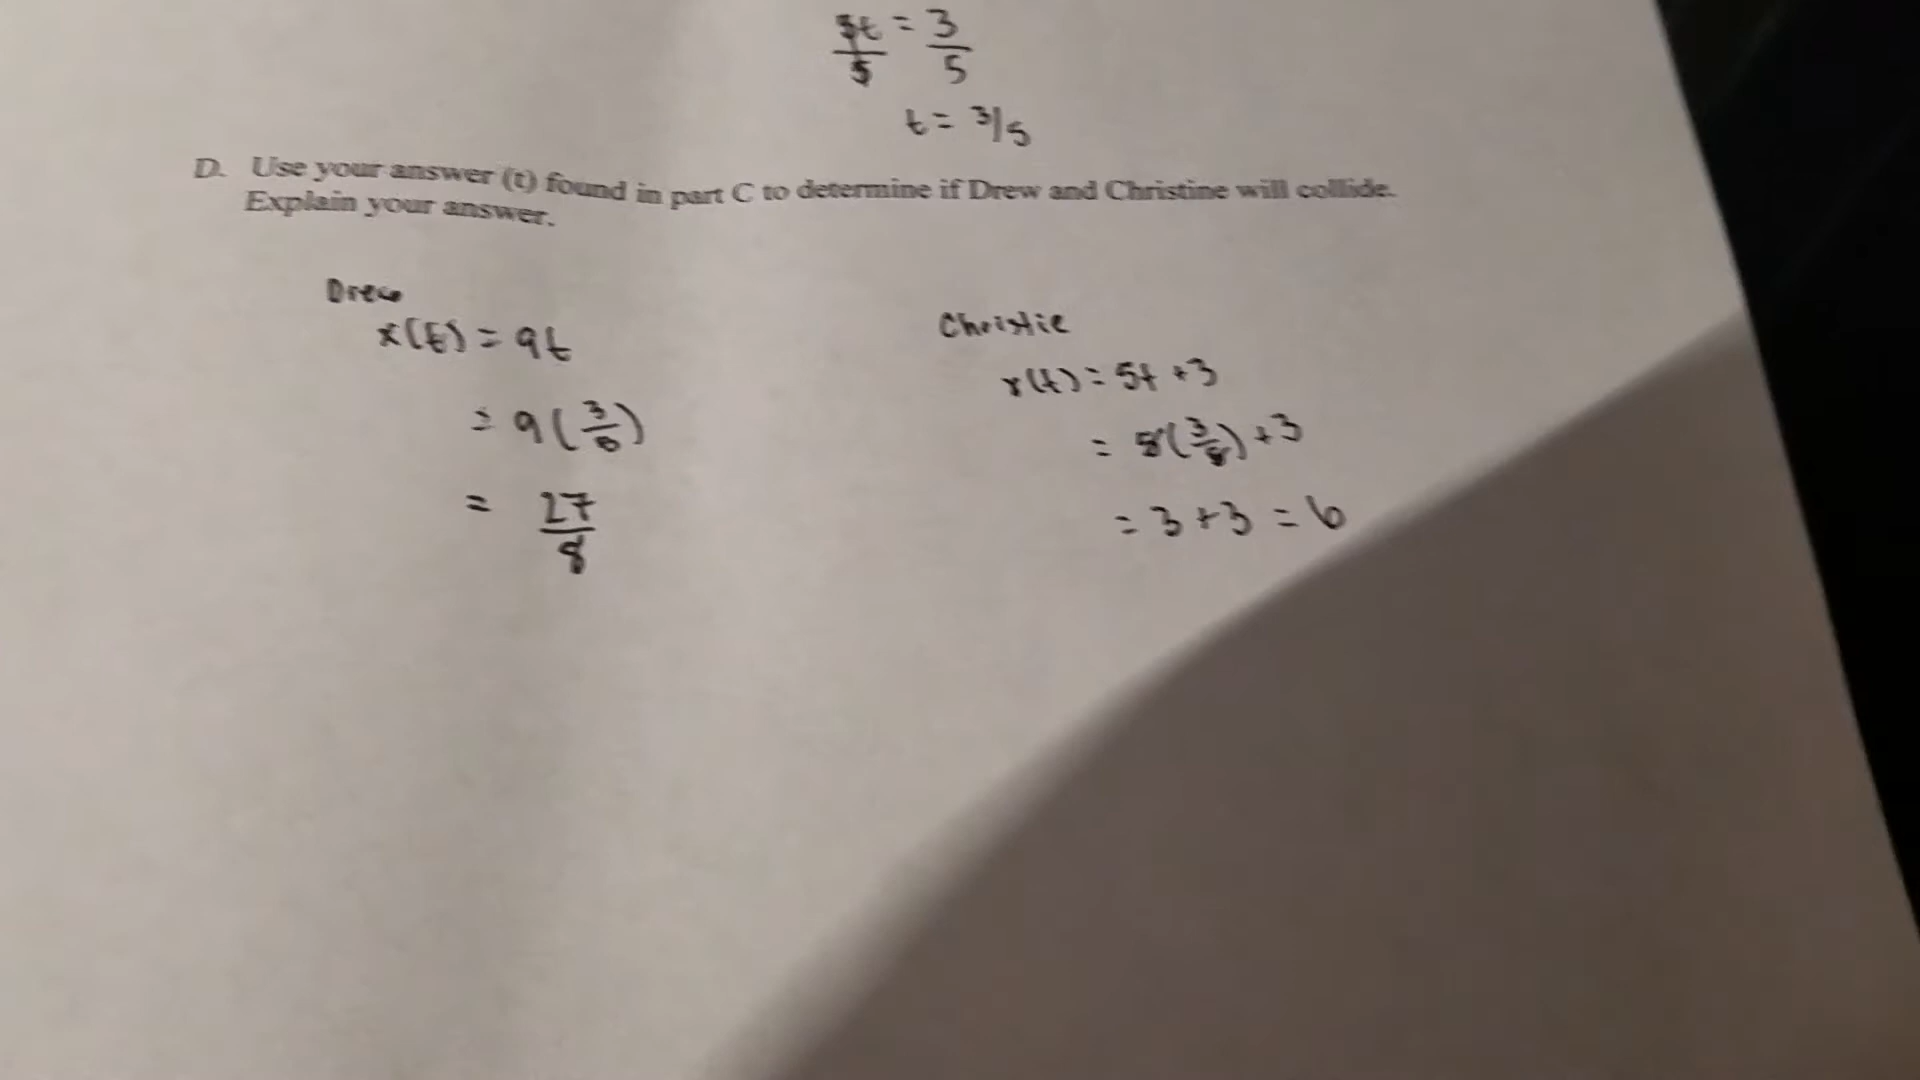 5t = 3
5 5
t = 3/5
D. Use your answer (t) found in part C to determine if Drew and Christine will collide.
Explain your answer.
Drew
x(t) = 9t
= 9(3/8)
= 27/8
Christie
x(t) = 5t + 3
= (3/ ) + 3
= 3 + 3 = 6